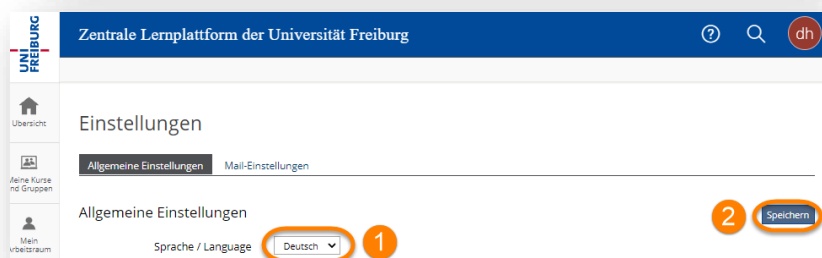 UNI
FREIBURG
Zentrale Lernplattform der Universität Freiburg
dh
Übersicht
Einstellungen
Allgemeine Einstellungen
Mail-Einstellungen
Meine Kurse
und Gruppen
Allgemeine Einstellungen
2
Speichern
Mein
Arbeitsraum
Sprache / Language
Deutsch
1